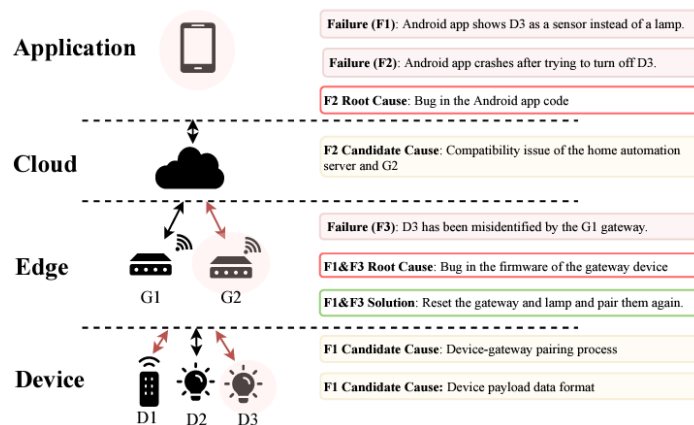 Application
Failure (F1): Android app shows D3 as a sensor instead of a lamp.
Failure (F2): Android app crashes after trying to turn off D3.
F2 Root Cause: Bug in the Android app code
Cloud
F2 Candidate Cause: Compatibility issue of the home automation
server and G2
Edge
G1
G2
Failure (F3): D3 has been misidentified by the G1 gateway.
F1&F3 Root Cause: Bug in the firmware of the gateway device
F1&F3 Solution: Reset the gateway and lamp and pair them again.
Device
D1
D2
D3
F1 Candidate Cause: Device-gateway pairing process
F1 Candidate Cause: Device payload data format